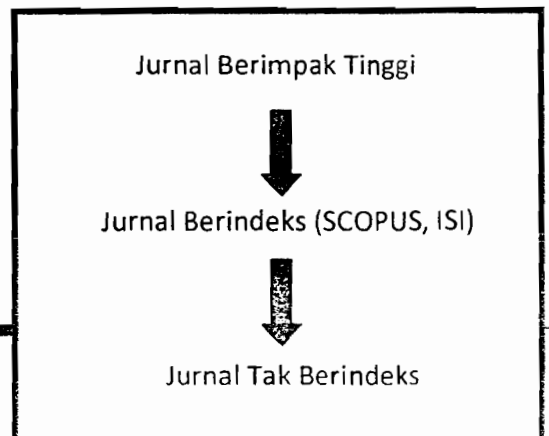 Jurnal Berimpak Tinggi
Jurnal Berindeks (SCOPUS, ISI)
Jurnal Tak Berindeks